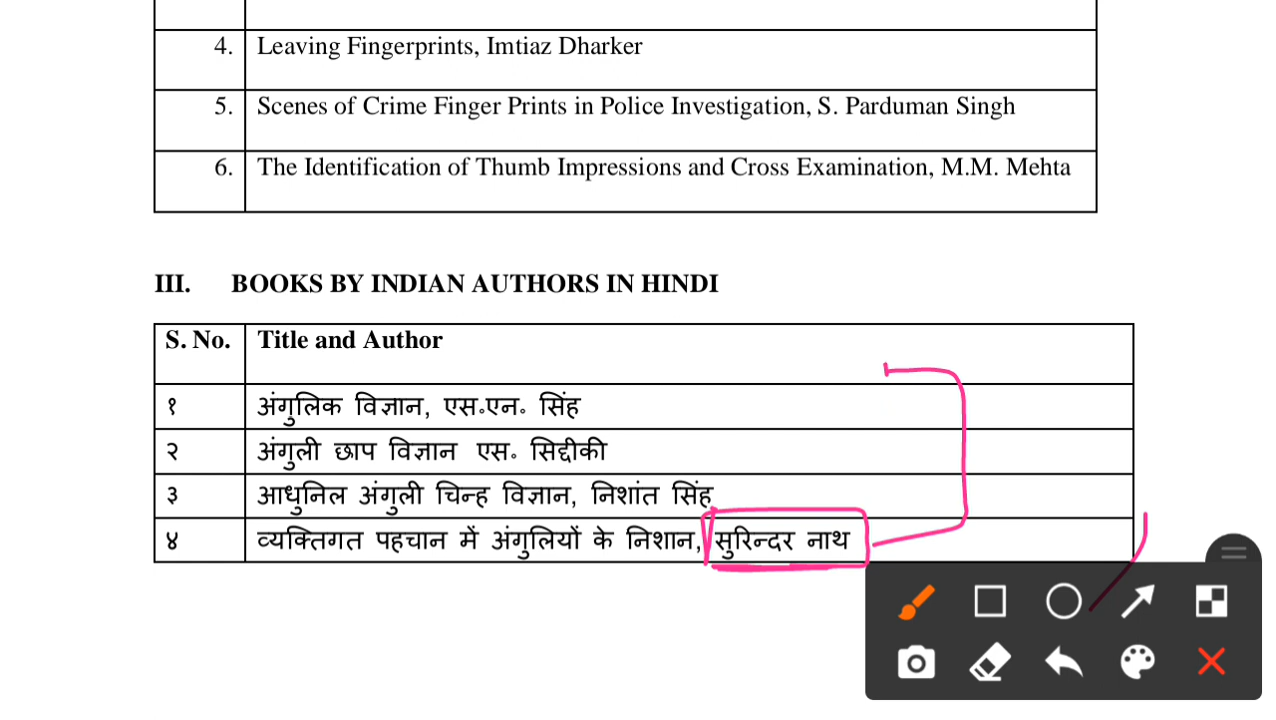 4. Leaving Fingerprints, Imtiaz Dharker
5. Scenes of Crime Finger Prints in Police Investigation, S. Parduman Singh
6. The Identification of Thumb Impressions and Cross Examination, M.M. Mehta
III. BOOKS BY INDIAN AUTHORS IN HINDI
S. No. Title and Author
१ अंगुलिक विज्ञान, एस॰एन॰ सिंह
२ अंगुली छाप विज्ञान एस॰ सिद्दीकी
३ आधुनिल अंगुली चिन्ह विज्ञान, निशांत सिंह
४ व्यक्तिगत पहचान में अंगुलियों के निशान, सुरिन्दर नाथ